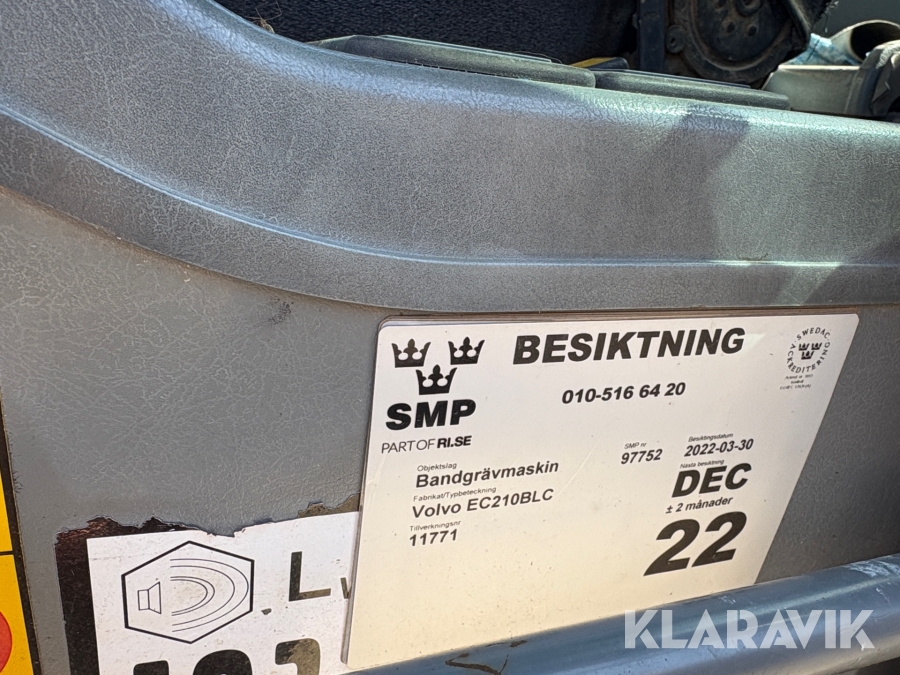 BESIKTNING
010-516 64 20
SWEDAC
ACKREDITERING
SMP
PART OF RI.SE
Objektslag
Bandgrävmaskin
Fabrikat/Typbeteckning
Volvo EC210BLC
Tillverkningsnr
11771
SMP nr
97752
Besiktningsdatum
2022-03-30
Nästa besiktning
DEC
± 2 månader
22
KLARAVIK